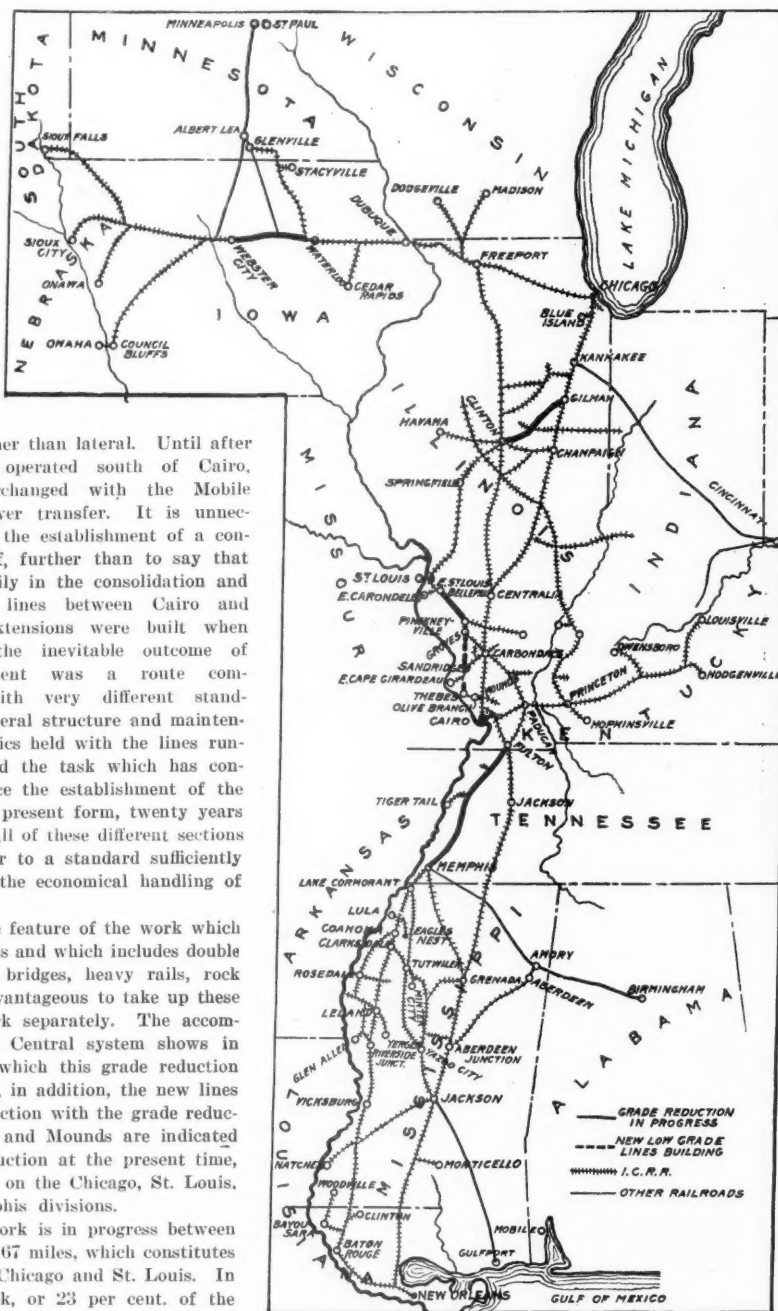 MINNEAPOLIS
ST PAUL
MINNESOTA
WISCONSIN
SOUTH DAKOTA
SIOUX FALLS
ALBERT LEA
GLENVILLE
STACYVILLE
DODGEVILLE
MADISON
LAKE MICHIGAN
DUBUQUE
FREEPORT
CHICAGO
SIOUX CITY
WEBSTER CITY
WATERLOO
CEDAR RAPIDS
ONAWA
NEBRASKA
IOWA
OMAHA
COUNCIL BLUFFS
BLUE ISLAND
KANKAKEE
GILMAN
CLINTON
HAVANA
CHAMPAIGN
ILLINOIS
INDIANA
CINCINNATI
SPRINGFIELD
MISSOURI
her than lateral. Until after
operated south of Cairo,
rchanged with the Mobile
ver transfer. It is unnec-
the establishment of a con-
f, further than to say that
ily in the consolidation and
lines between Cairo and
xtensions were built when
the inevitable outcome of
ent was a route com-
ith very different stand-
eral structure and mainten-
ics held with the lines run-
d the task which has con-
ce the establishment of the
present form, twenty years
all of these different sections
r to a standard sufficiently
the economical handling of
e feature of the work which
s and which includes double
bridges, heavy rails, rock
vantageous to take up these
rk separately. The accom-
Central system shows in
which this grade reduction
, in addition, the new lines
ection with the grade reduc-
and Mounds are indicated
uction at the present time,
on the Chicago, St. Louis,
phis divisions.
ork is in progress between
67 miles, which constitutes
Chicago and St. Louis. In
k, or 23 per cent. of the
ST LOUIS
E. ST LOUIS
BELLEVILLE
E. CARONDELET
CENTRALIA
PINCKNEY-
VILLE
GROVES
CARBONDALE
SANDRIDGE
E. CAPE GIRARDEAU
THEBES
MOUNDS
OLIVE BRANCH
CAIRO
LOUISVILLE
OWENSBORO
HODGENVILLE
PRINCETON
HOPKINSVILLE
PADUCAH
KENTUCKY
FULTON
TIGER TAIL
JACKSON
TENNESSEE
ARKANSAS
MEMPHIS
LAKE CORMORANT
LULA
COAHOMA
EAGLES NEST
CLARKSDALE
TUTWILER
ROSEDALE
MINTER CITY
GRENADA
AMORY
ABERDEEN
BIRMINGHAM
LELAND
GLEN ALLEN
YERGER
RIVERSIDE JUNCT.
YAZOO CITY
ABERDEEN JUNCTION
VICKSBURG
JACKSON
MISSISSIPPI
ALABAMA
NATCHEZ
MONTICELLO
WOODVILLE
CLINTON
BAYOU SARA
BATON ROUGE
LOUISIANA
MOBILE
GULFPORT
NEW ORLEANS
GULF OF MEXICO
GRADE REDUCTION
IN PROGRESS
NEW LOW GRADE
LINES BUILDING
I.C.R.R.
OTHER RAILROADS